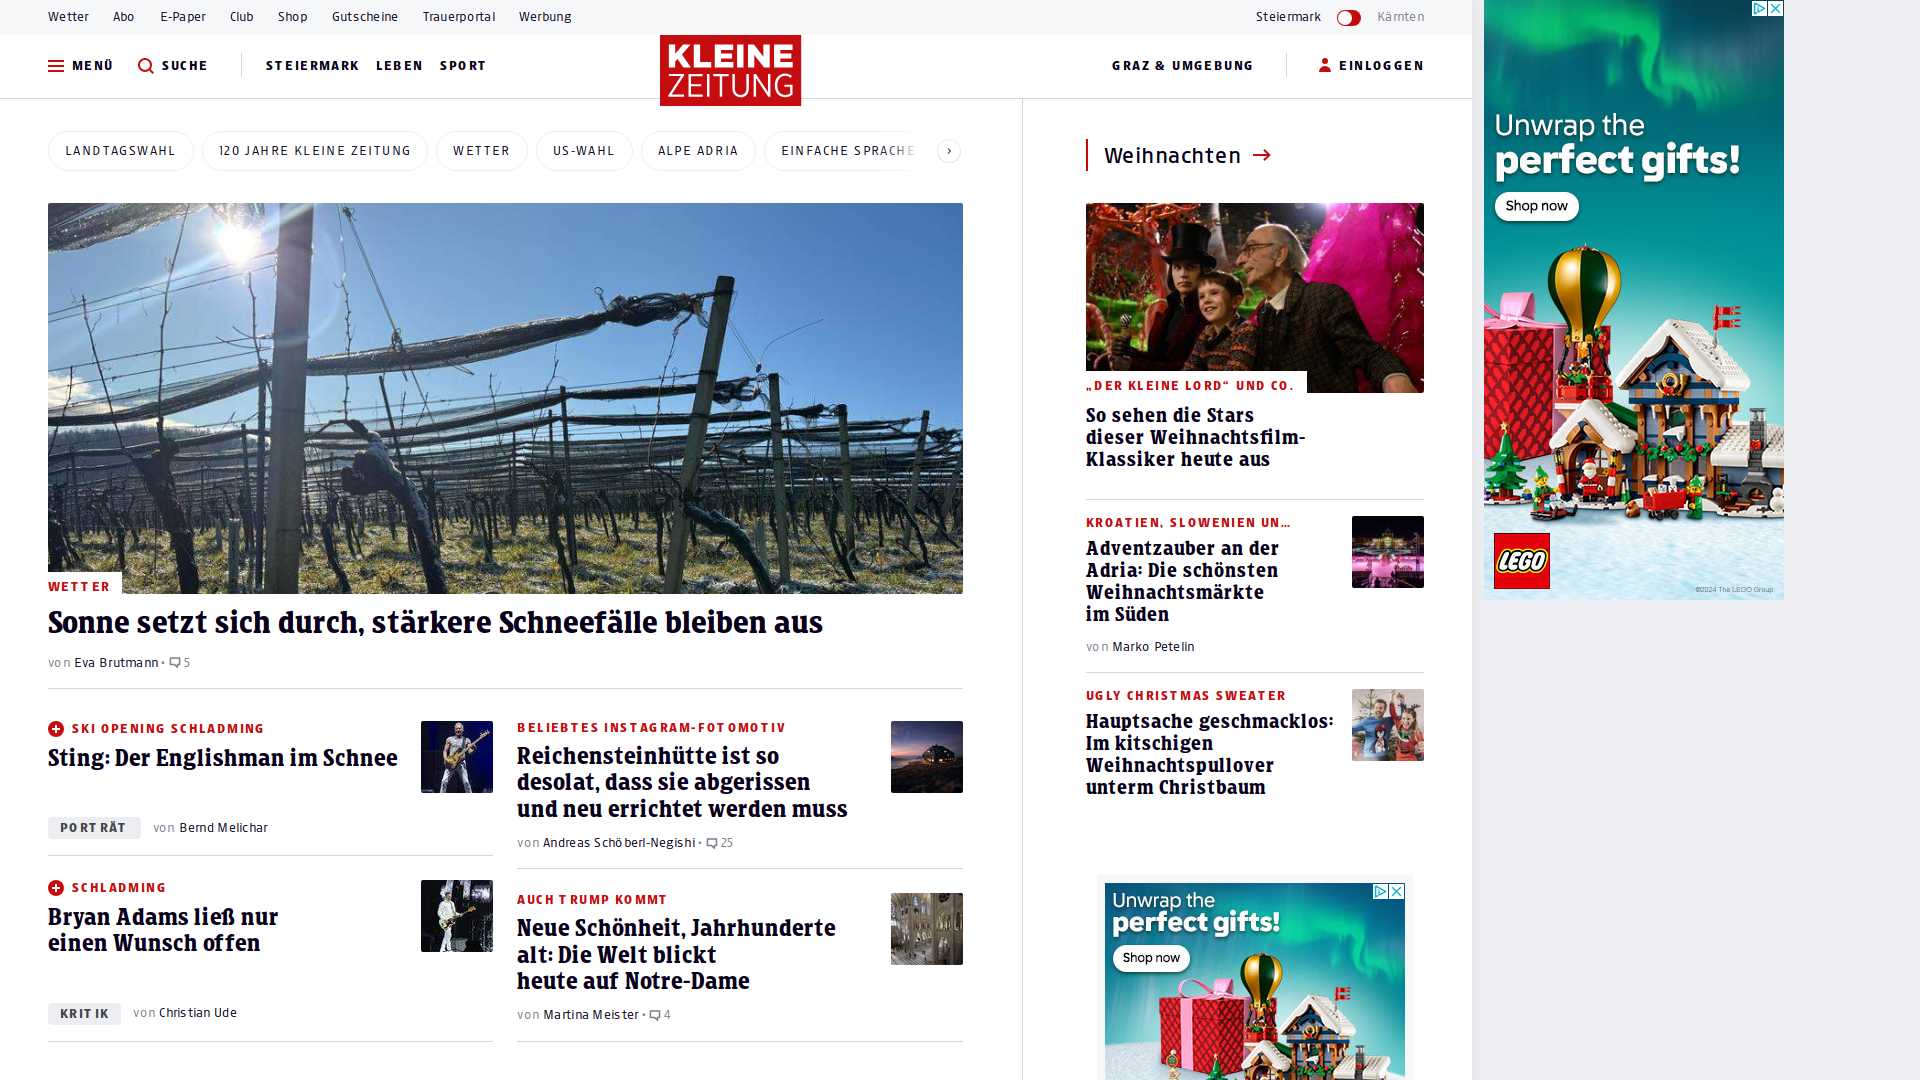 Wetter Abo E-Paper Club Shop Gutscheine Trauerportal Werbung
Steiermark Kärnten
MENÜ SUCHE STEIERMARK LEBEN SPORT
KLEINE
ZEITUNG
GRAZ & UMGEBUNG EINLOGGEN
LANDTAGSWAHL 120 JAHRE KLEINE ZEITUNG WETTER US-WAHL ALPE ADRIA EINFACHE SPRACHE
WETTER
Sonne setzt sich durch, stärkere Schneefälle bleiben aus
von Eva Brutmann • 5
SKI OPENING SCHLADMING
Sting: Der Englishman im Schnee
PORTRÄT von Bernd Melichar
SCHLADMING
Bryan Adams ließ nur
einen Wunsch offen
KRITIK von Christian Ude
BELIEBTES INSTAGRAM-FOTOMOTIV
Reichensteinhütte ist so
desolat, dass sie abgerissen
und neu errichtet werden muss
von Andreas Schöberl-Negishi • 25
AUCH TRUMP KOMMT
Neue Schönheit, Jahrhunderte
alt: Die Welt blickt
heute auf Notre-Dame
von Martina Meister • 4
Weihnachten →
„DER KLEINE LORD“ UND CO.
So sehen die Stars
dieser Weihnachtsfilm-
Klassiker heute aus
KROATIEN, SLOWENIEN UN…
Adventzauber an der
Adria: Die schönsten
Weihnachtsmärkte
im Süden
von Marko Petelin
UGLY CHRISTMAS SWEATER
Hauptsache geschmacklos:
Im kitschigen
Weihnachtspullover
unterm Christbaum
Unwrap the
perfect gifts!
Shop now
Unwrap the
perfect gifts!
Shop now
LEGO
©2024 The LEGO Group